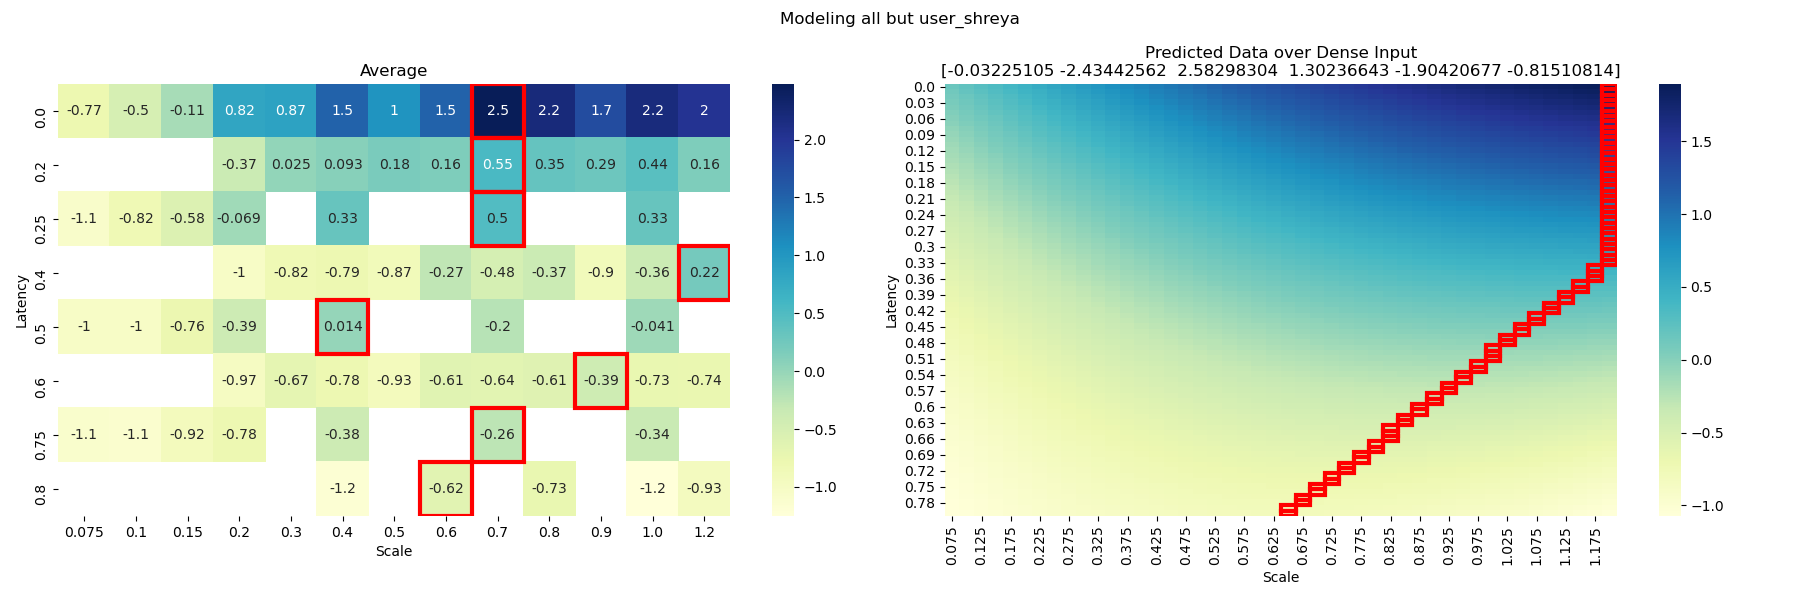 Modeling all but user_shreya
Average
0.0 -0.77 -0.5 -0.11 0.82 0.87 1.5 1 1.5 2.5 2.2 1.7 2.2 2
0.2 -0.37 0.025 0.093 0.18 0.16 0.55 0.35 0.29 0.44 0.16
0.25 -1.1 -0.82 -0.58 -0.069 0.33 0.5 0.33
0.4 -1 -0.82 -0.79 -0.87 -0.27 -0.48 -0.37 -0.9 -0.36 0.22
0.5 -1 -1 -0.76 -0.39 0.014 -0.2 -0.041
0.6 -0.97 -0.67 -0.78 -0.93 -0.61 -0.64 -0.61 -0.39 -0.73 -0.74
0.75 -1.1 -1.1 -0.92 -0.78 -0.38 -0.26 -0.34
0.8 -1.2 -0.62 -0.73 -1.2 -0.93
0.075 0.1 0.15 0.2 0.3 0.4 0.5 0.6 0.7 0.8 0.9 1.0 1.2
Scale
Latency
2.0
1.5
1.0
0.5
0.0
−0.5
−1.0
Predicted Data over Dense Input
[-0.03225105 -2.43442562  2.58298304  1.30236643 -1.90420677 -0.81510814]
0.0
0.03
0.06
0.09
0.12
0.15
0.18
0.21
0.24
0.27
0.3
0.33
0.36
0.39
0.42
0.45
0.48
0.51
0.54
0.57
0.6
0.63
0.66
0.69
0.72
0.75
0.78
Latency
0.075 0.125 0.175 0.225 0.275 0.325 0.375 0.425 0.475 0.525 0.575 0.625 0.675 0.725 0.775 0.825 0.875 0.925 0.975 1.025 1.075 1.125 1.175
Scale
1.5
1.0
0.5
0.0
−0.5
−1.0